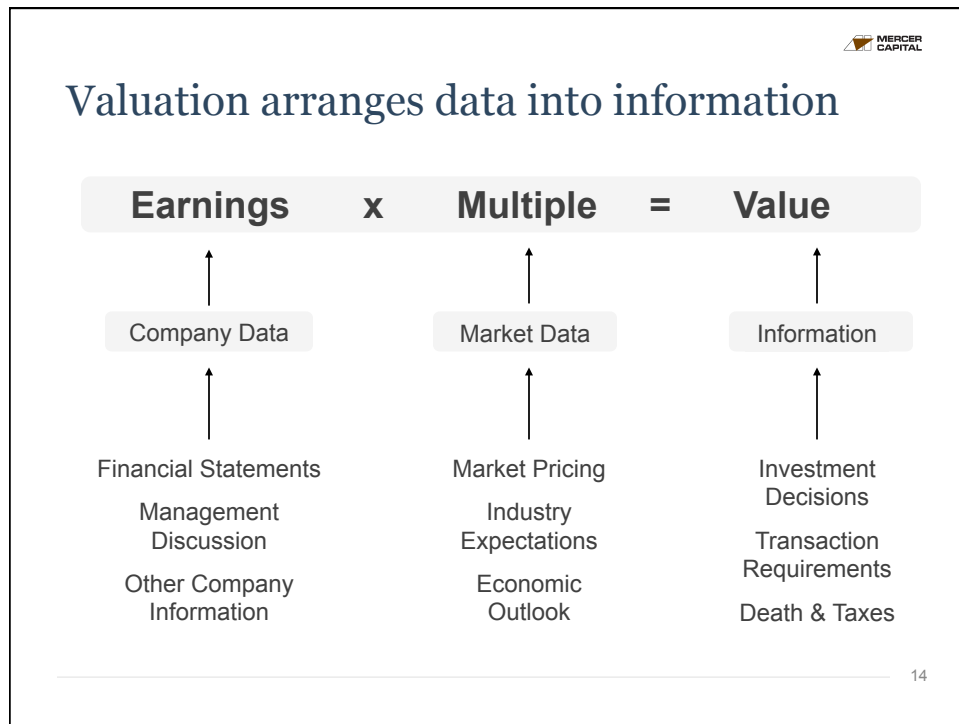 MERCER
CAPITAL
Valuation arranges data into information
Earnings x Multiple = Value
Company Data
Market Data
Information
Financial Statements
Management
Discussion
Other Company
Information
Market Pricing
Industry
Expectations
Economic
Outlook
Investment
Decisions
Transaction
Requirements
Death & Taxes
14